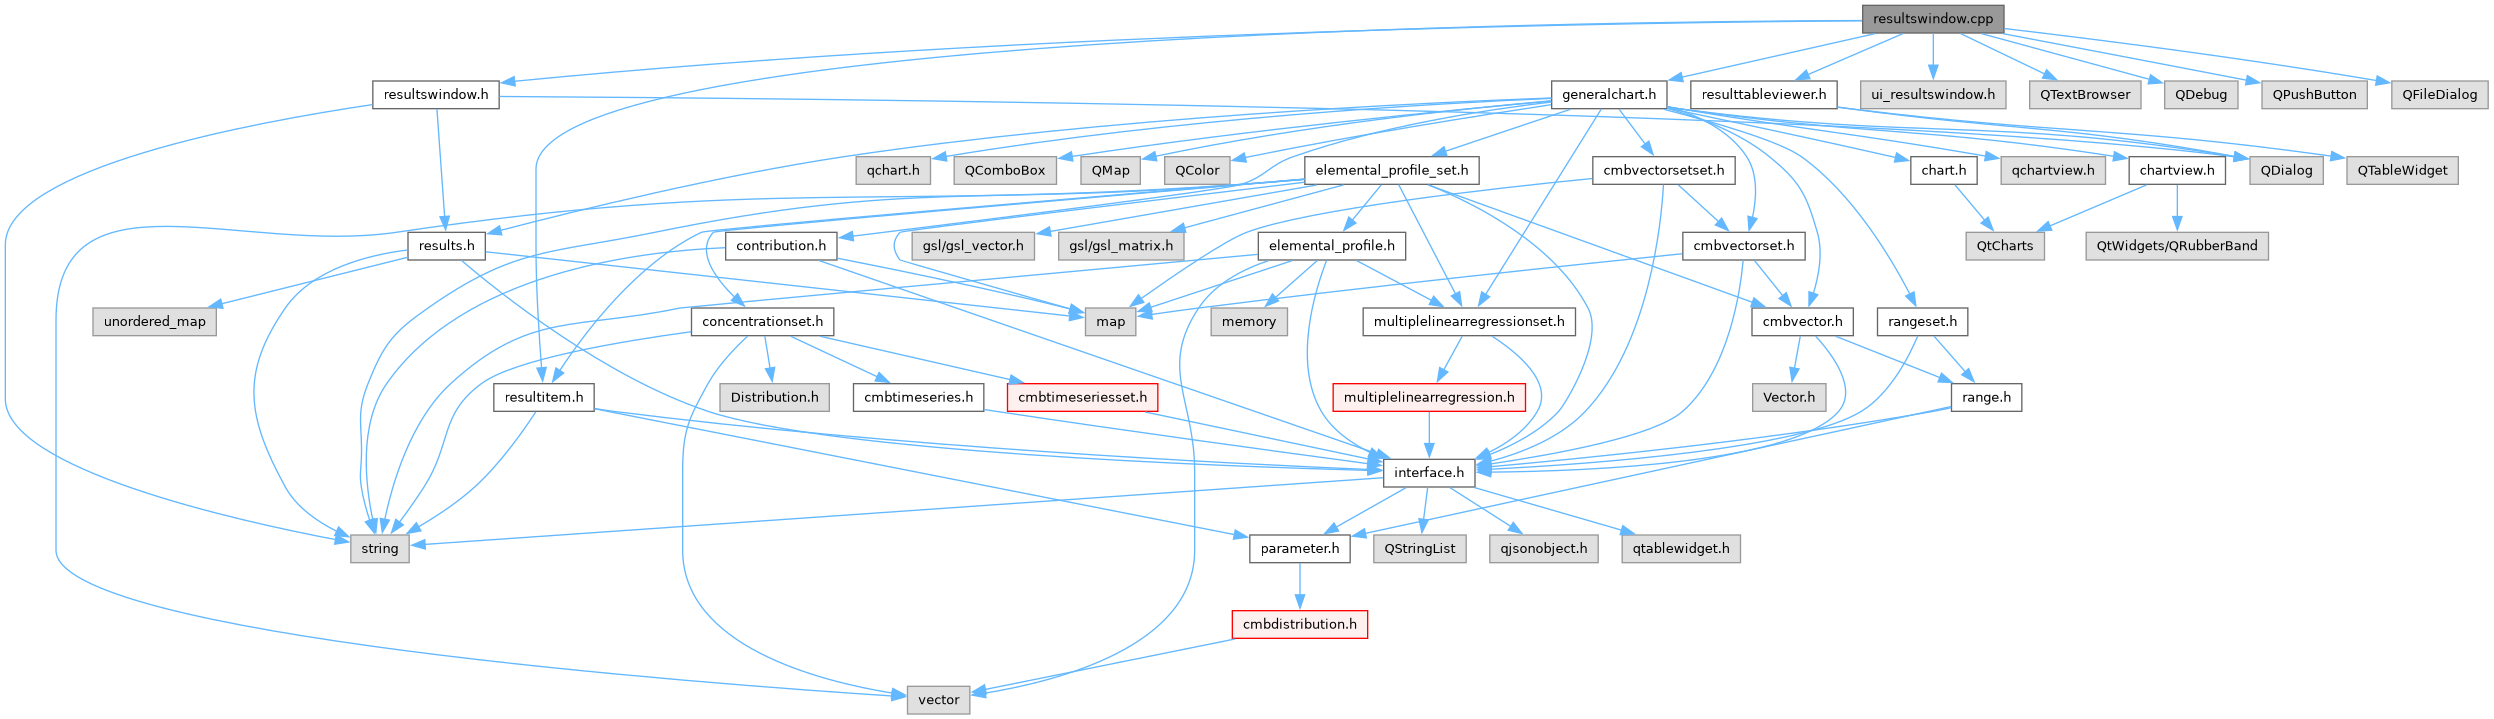 resultswindow.cpp
resultswindow.h
generalchart.h
resulttableviewer.h
ui_resultswindow.h
QTextBrowser
QDebug
QPushButton
QFileDialog
qchart.h
QComboBox
QMap
QColor
elemental_profile_set.h
cmbvectorsetset.h
chart.h
qchartview.h
chartview.h
QDialog
QTableWidget
results.h
contribution.h
gsl/gsl_vector.h
gsl/gsl_matrix.h
elemental_profile.h
cmbvectorset.h
QtCharts
QtWidgets/QRubberBand
unordered_map
concentrationset.h
map
memory
multiplelinearregressionset.h
cmbvector.h
rangeset.h
resultitem.h
Distribution.h
cmbtimeseries.h
cmbtimeseriesset.h
multiplelinearregression.h
Vector.h
range.h
interface.h
string
parameter.h
QStringList
qjsonobject.h
qtablewidget.h
cmbdistribution.h
vector